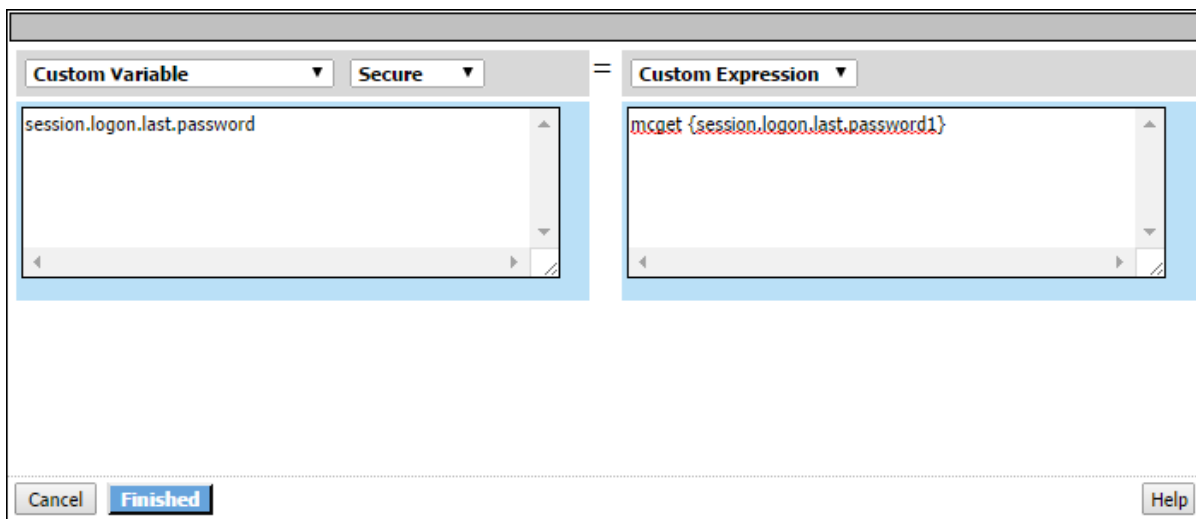 Custom Variable Secure = Custom Expression
session.logon.last.password
mcget {session.logon.last.password1}
Cancel Finished Help